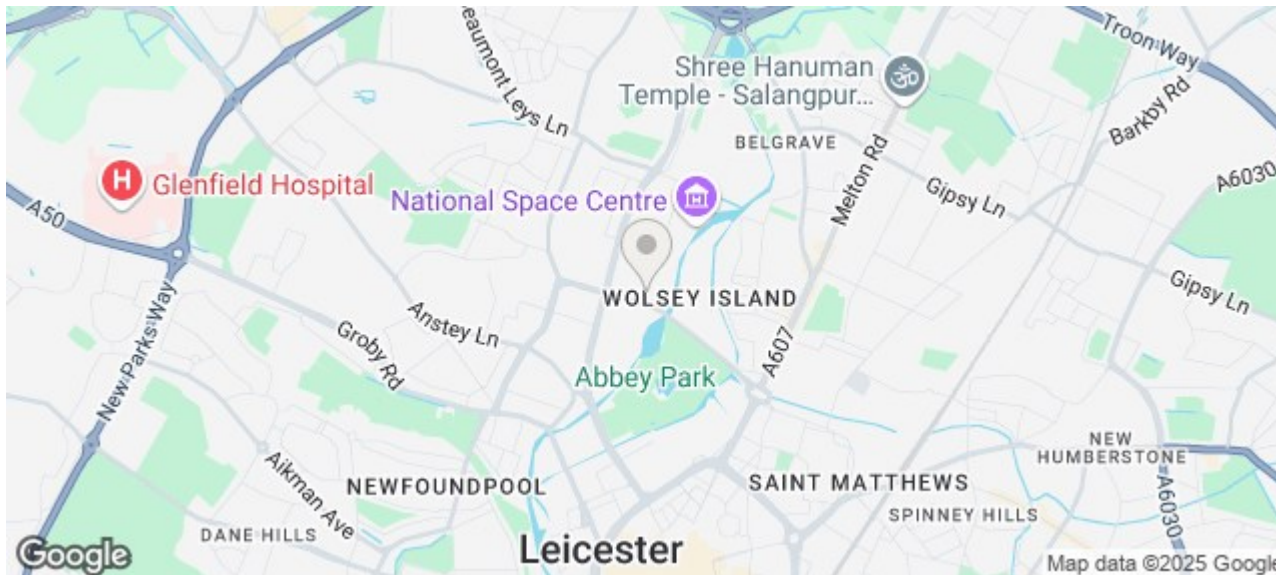 Troon Way
Beaumont Leys Ln
Shree Hanuman
Temple - Salangpur...
Barkby Rd
BELGRAVE
Melton Rd
H
Glenfield Hospital
A6030
Gipsy Ln
National Space Centre
A50
WOLSEY ISLAND
Gipsy Ln
New Parks Way
Anstey Ln
Groby Rd
A607
Abbey Park
NEW
HUMBERSTONE
Aikman Ave
NEWFOUNDPOOL
SAINT MATTHEWS
A6030
SPINNEY HILLS
DANE HILLS
Leicester
Google
Map data ©2025 Google